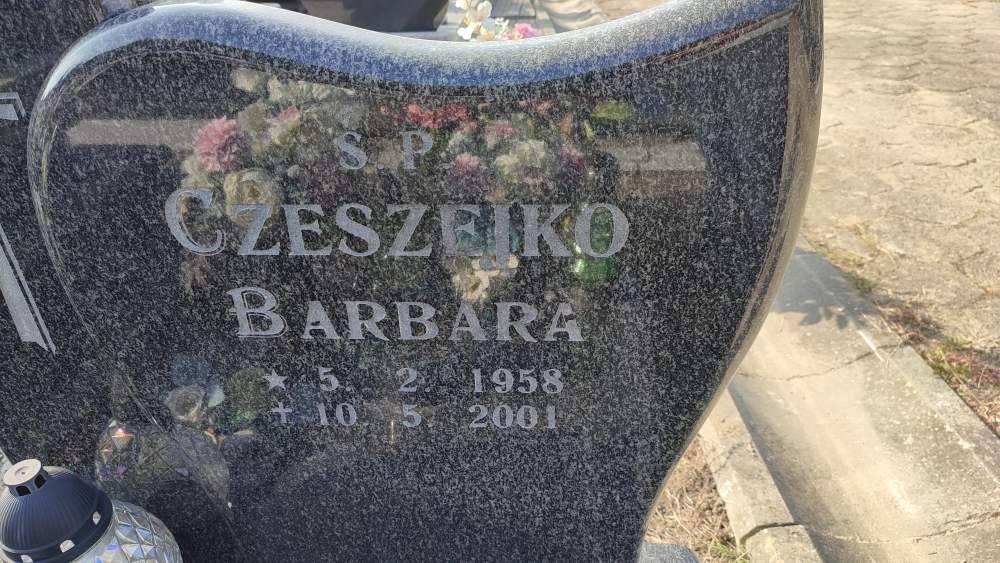 S. P.
CZESZEJKO
BARBARA
★ 5. 2. 1958
✝ 10. 5. 2001